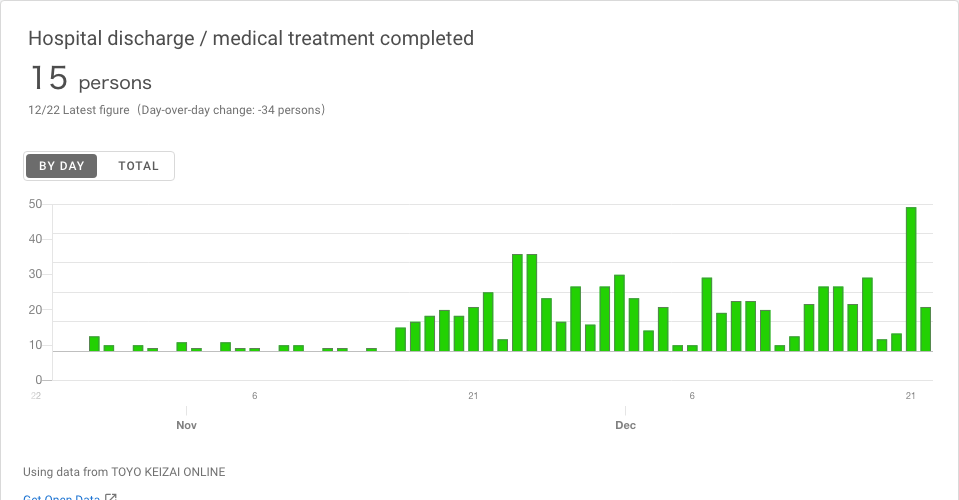 Hospital discharge / medical treatment completed
15 persons
12/22 Latest figure（Day-over-day change: -34 persons）
BY DAY TOTAL
50
40
30
20
10
0
22 6 21 6 21
Nov Dec
Using data from TOYO KEIZAI ONLINE
Get Open Data